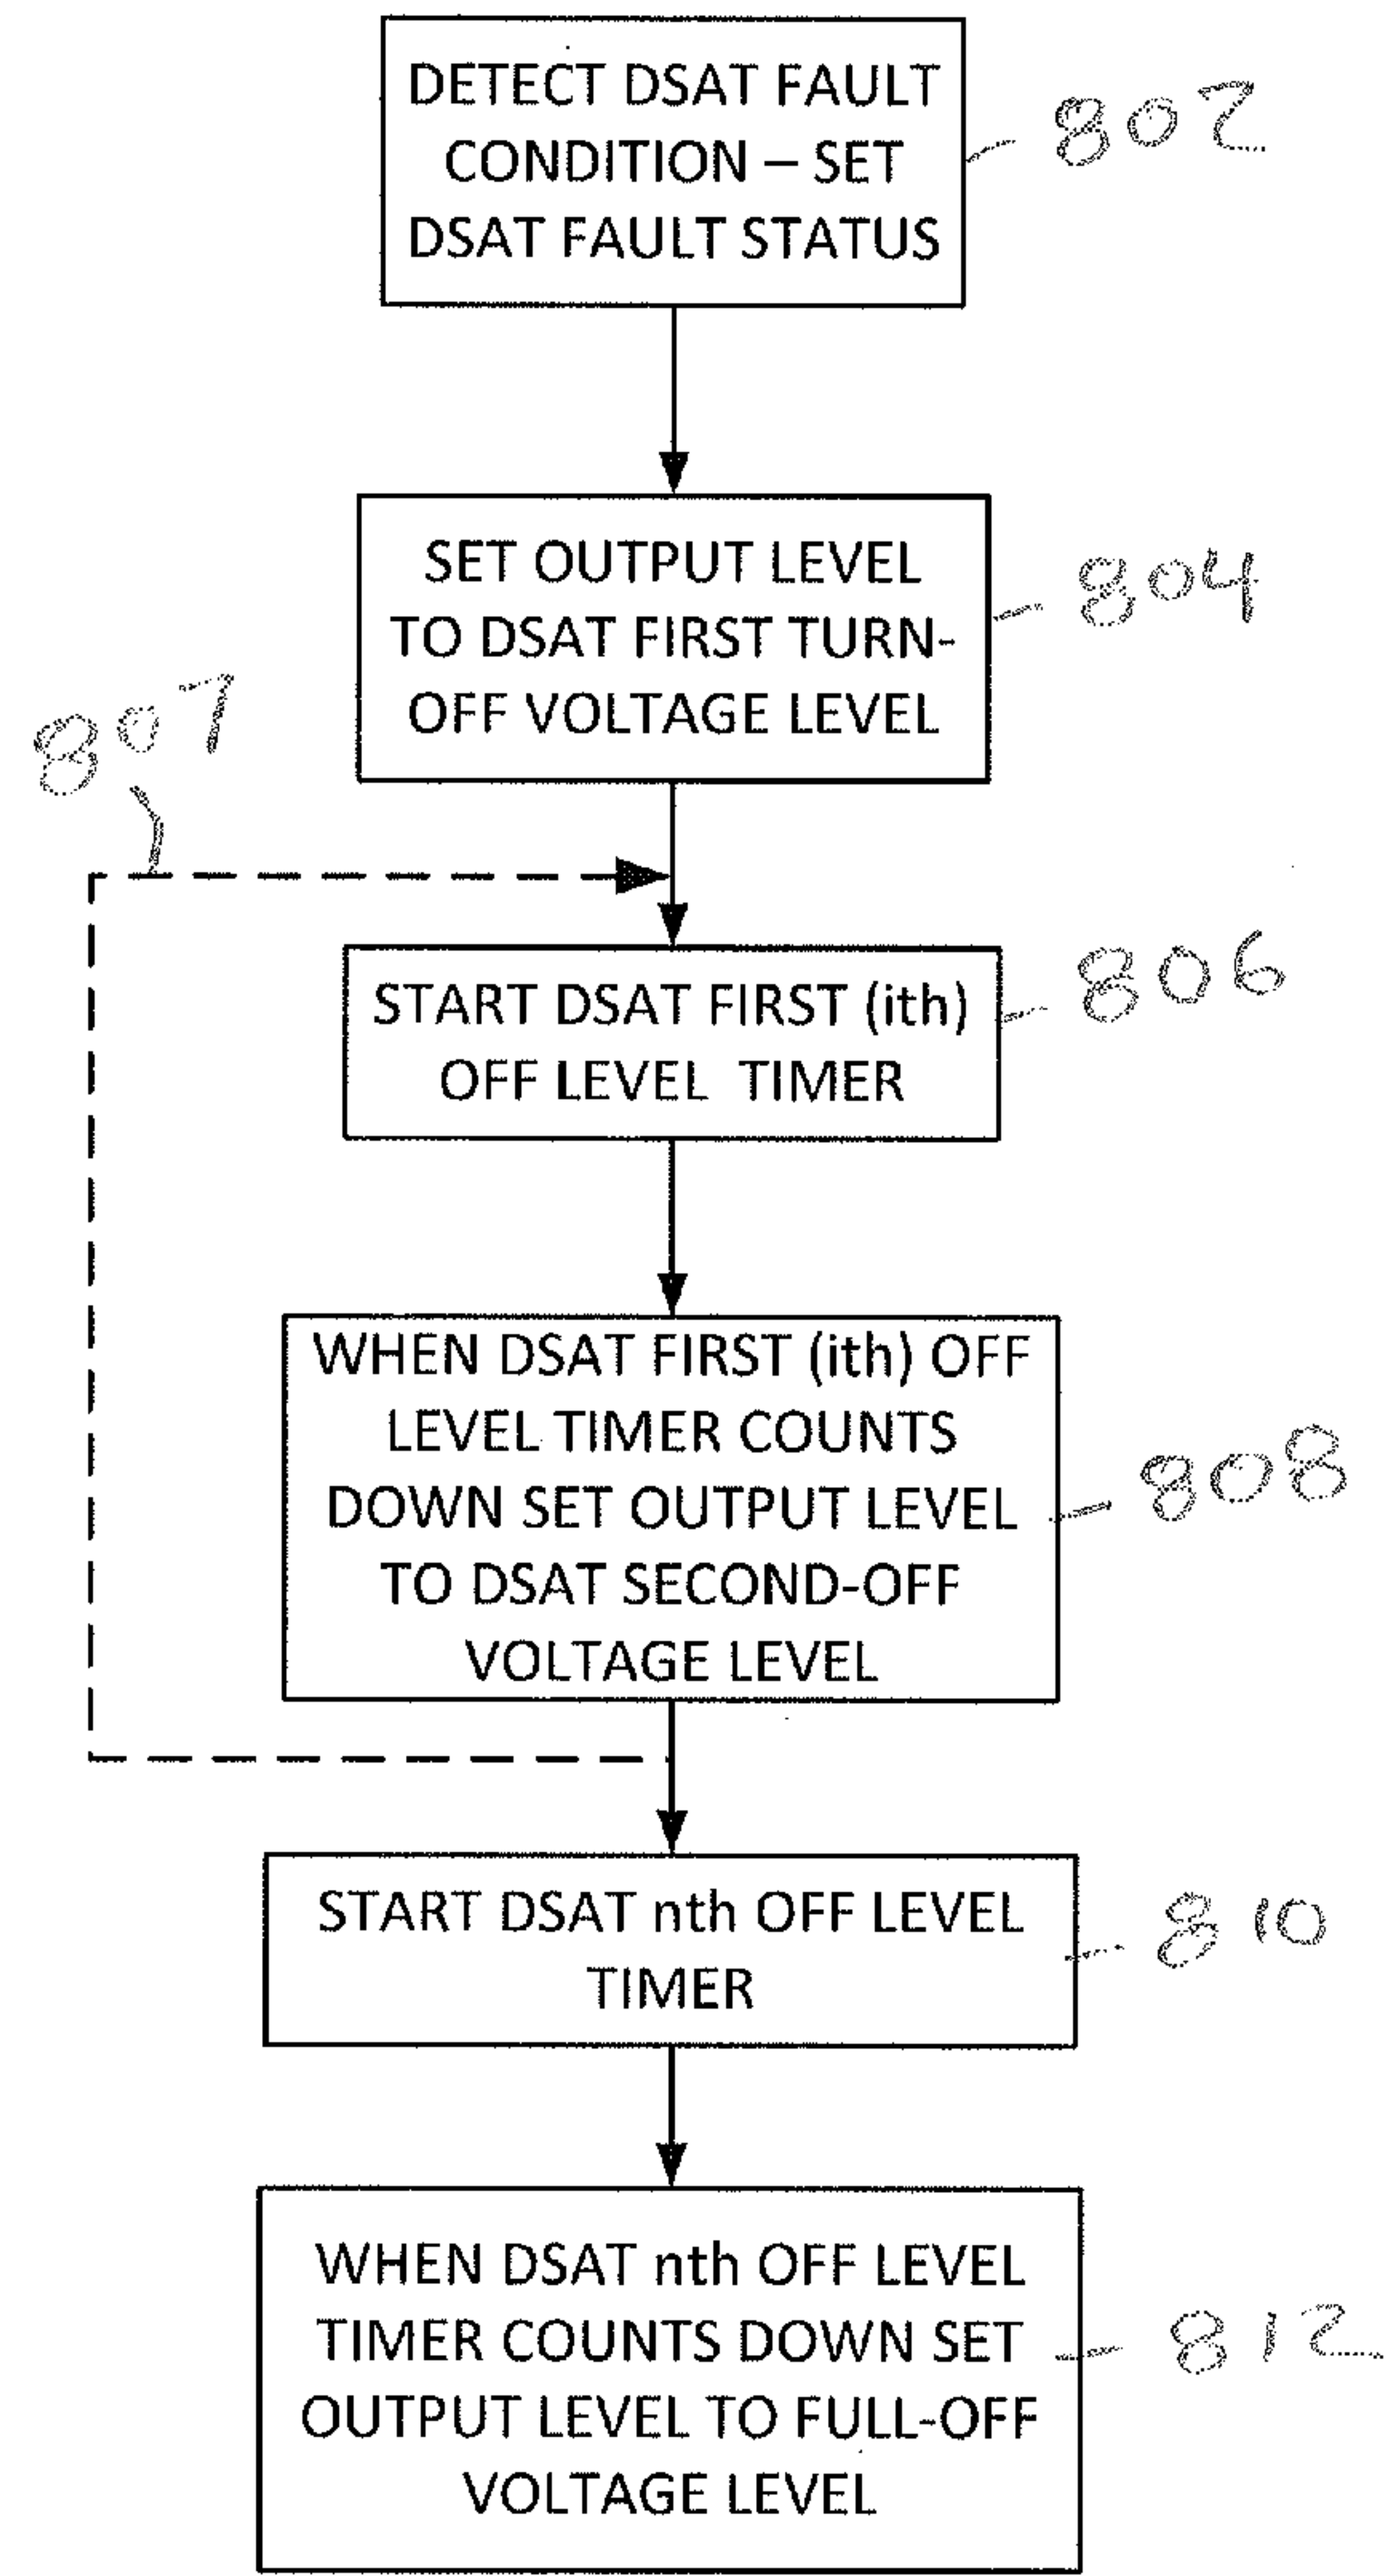 DETECT DSAT FAULT
CONDITION – SET
DSAT FAULT STATUS
802
SET OUTPUT LEVEL
TO DSAT FIRST TURN-
OFF VOLTAGE LEVEL
804
807
START DSAT FIRST (ith)
OFF LEVEL TIMER
806
WHEN DSAT FIRST (ith) OFF
LEVEL TIMER COUNTS
DOWN SET OUTPUT LEVEL
TO DSAT SECOND-OFF
VOLTAGE LEVEL
808
START DSAT nth OFF LEVEL
TIMER
810
WHEN DSAT nth OFF LEVEL
TIMER COUNTS DOWN SET
OUTPUT LEVEL TO FULL-OFF
VOLTAGE LEVEL
812